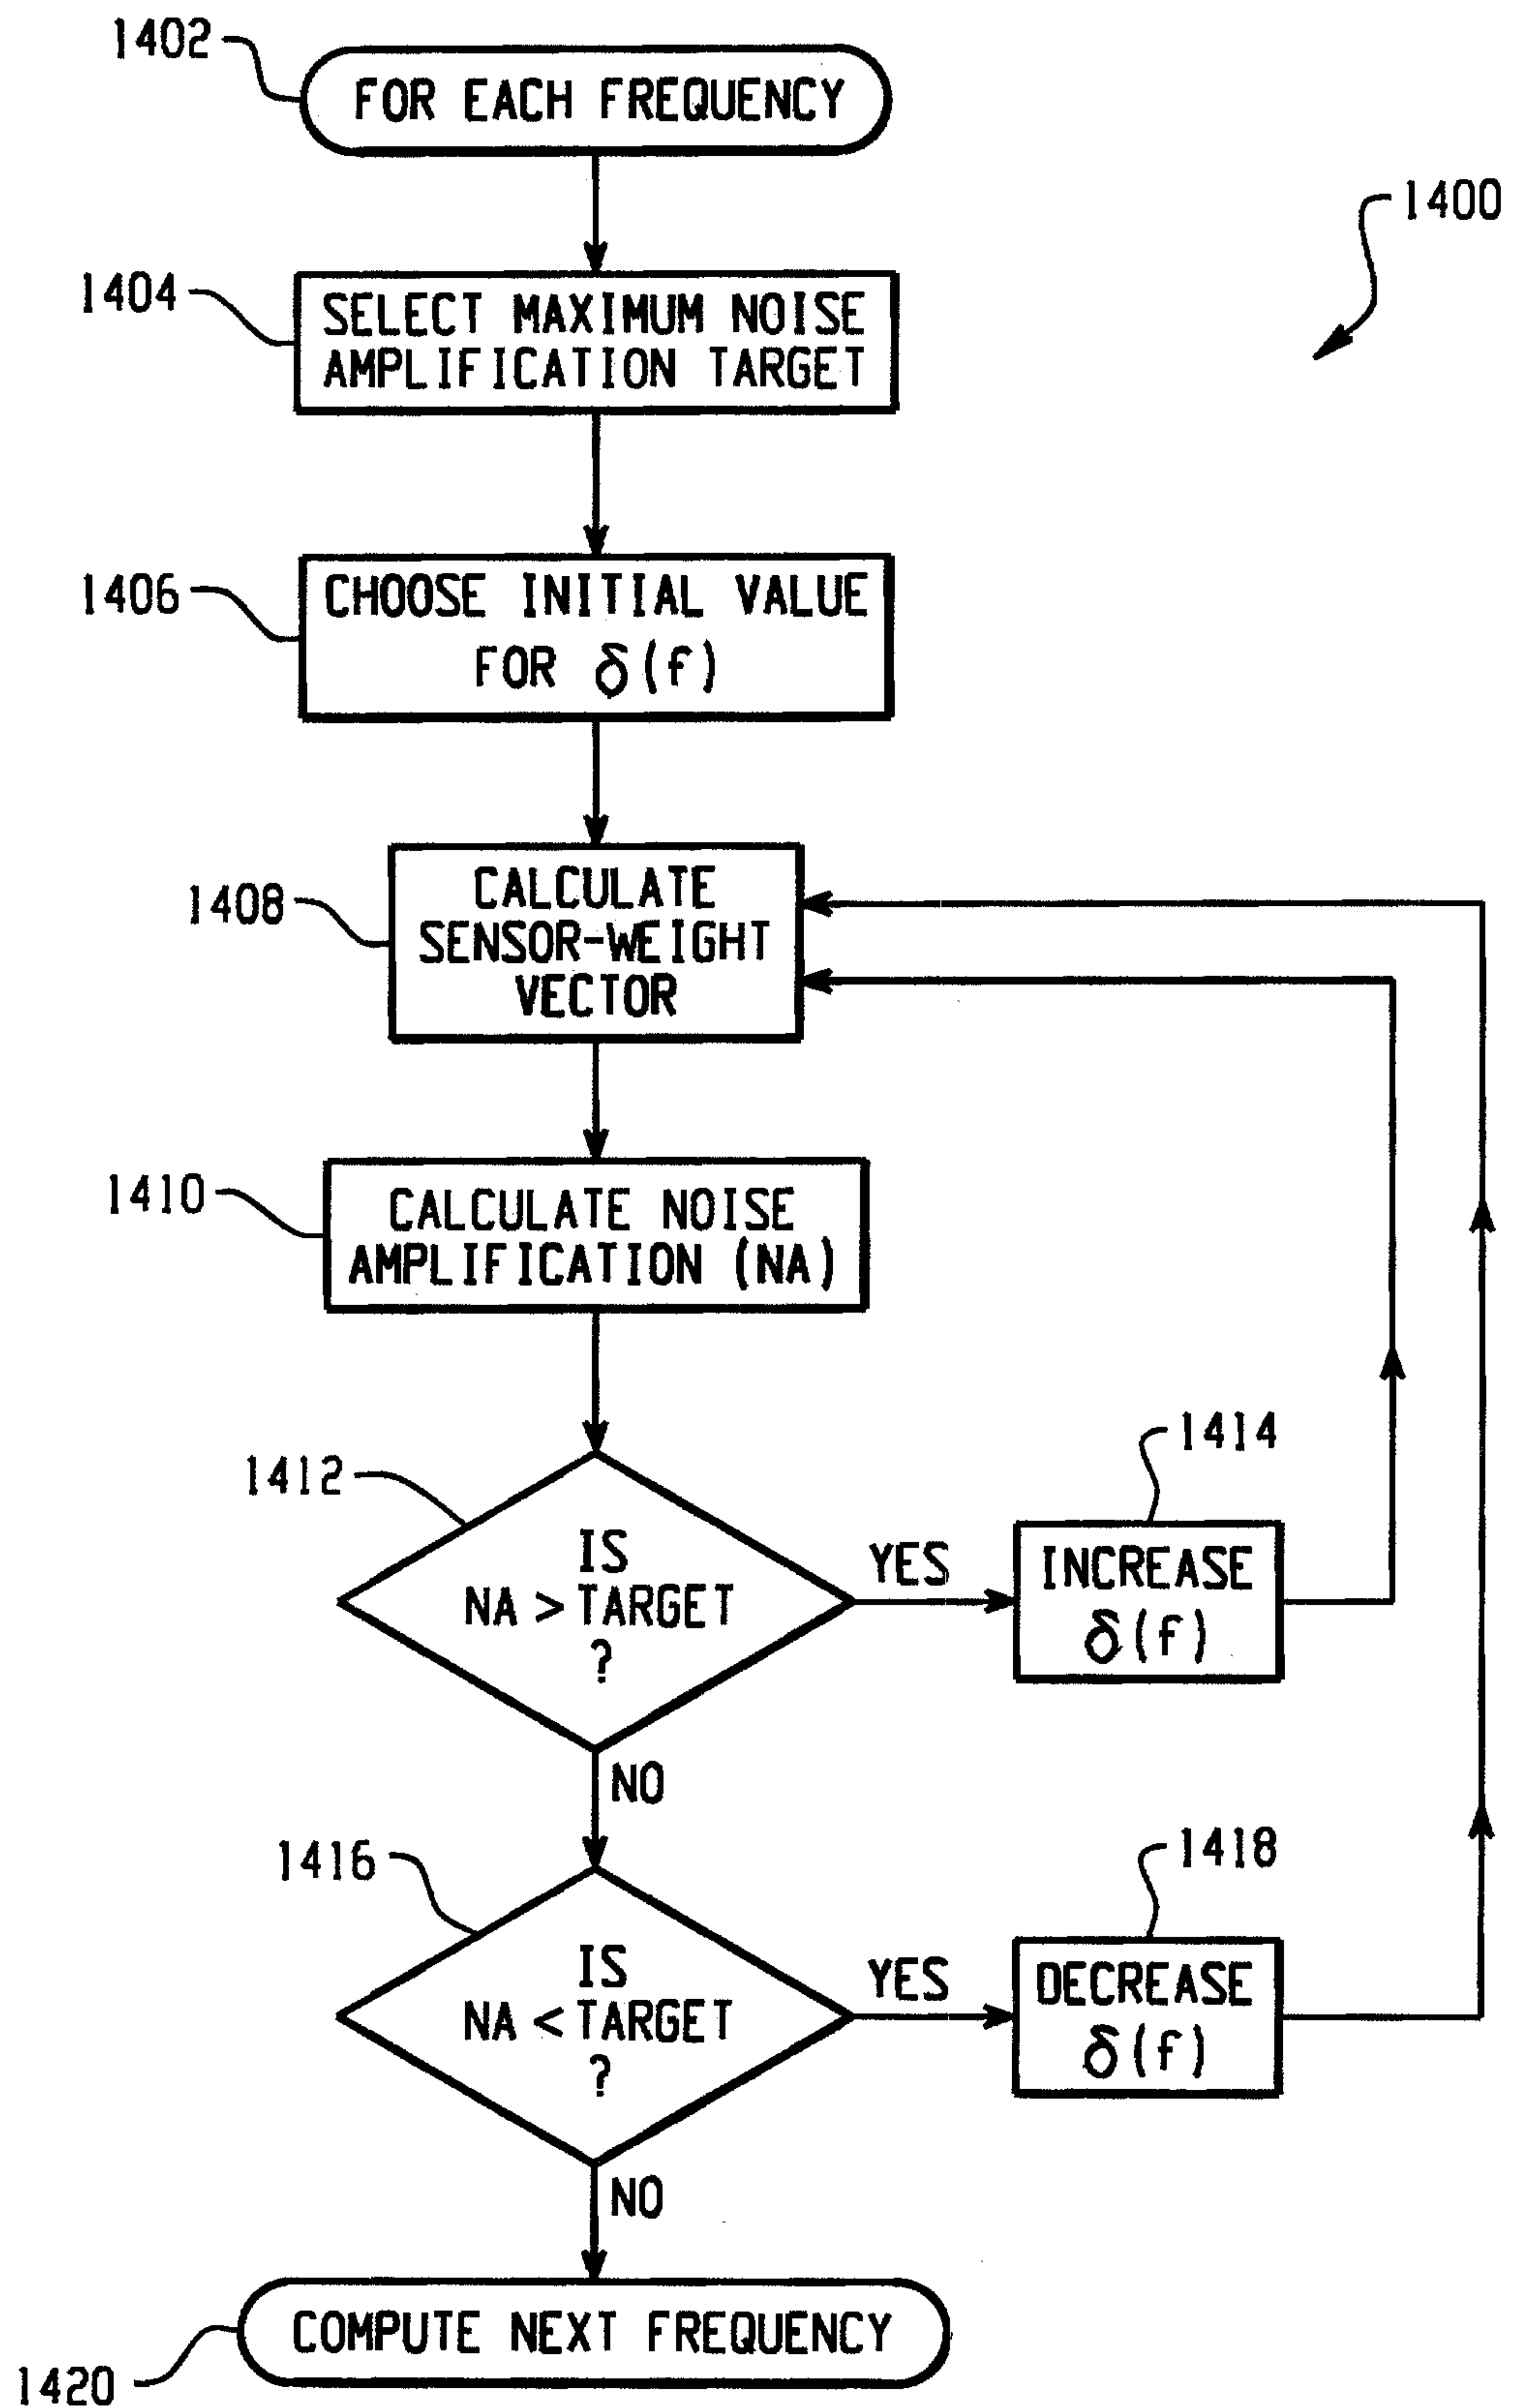 1402
FOR EACH FREQUENCY
1400
1404
SELECT MAXIMUM NOISE
AMPLIFICATION TARGET
1406
CHOOSE INITIAL VALUE
FOR δ(f)
1408
CALCULATE
SENSOR-WEIGHT
VECTOR
1410
CALCULATE NOISE
AMPLIFICATION (NA)
1412
IS
NA > TARGET
?
YES
1414
INCREASE
δ(f)
NO
1416
IS
NA < TARGET
?
YES
1418
DECREASE
δ(f)
NO
COMPUTE NEXT FREQUENCY
1420